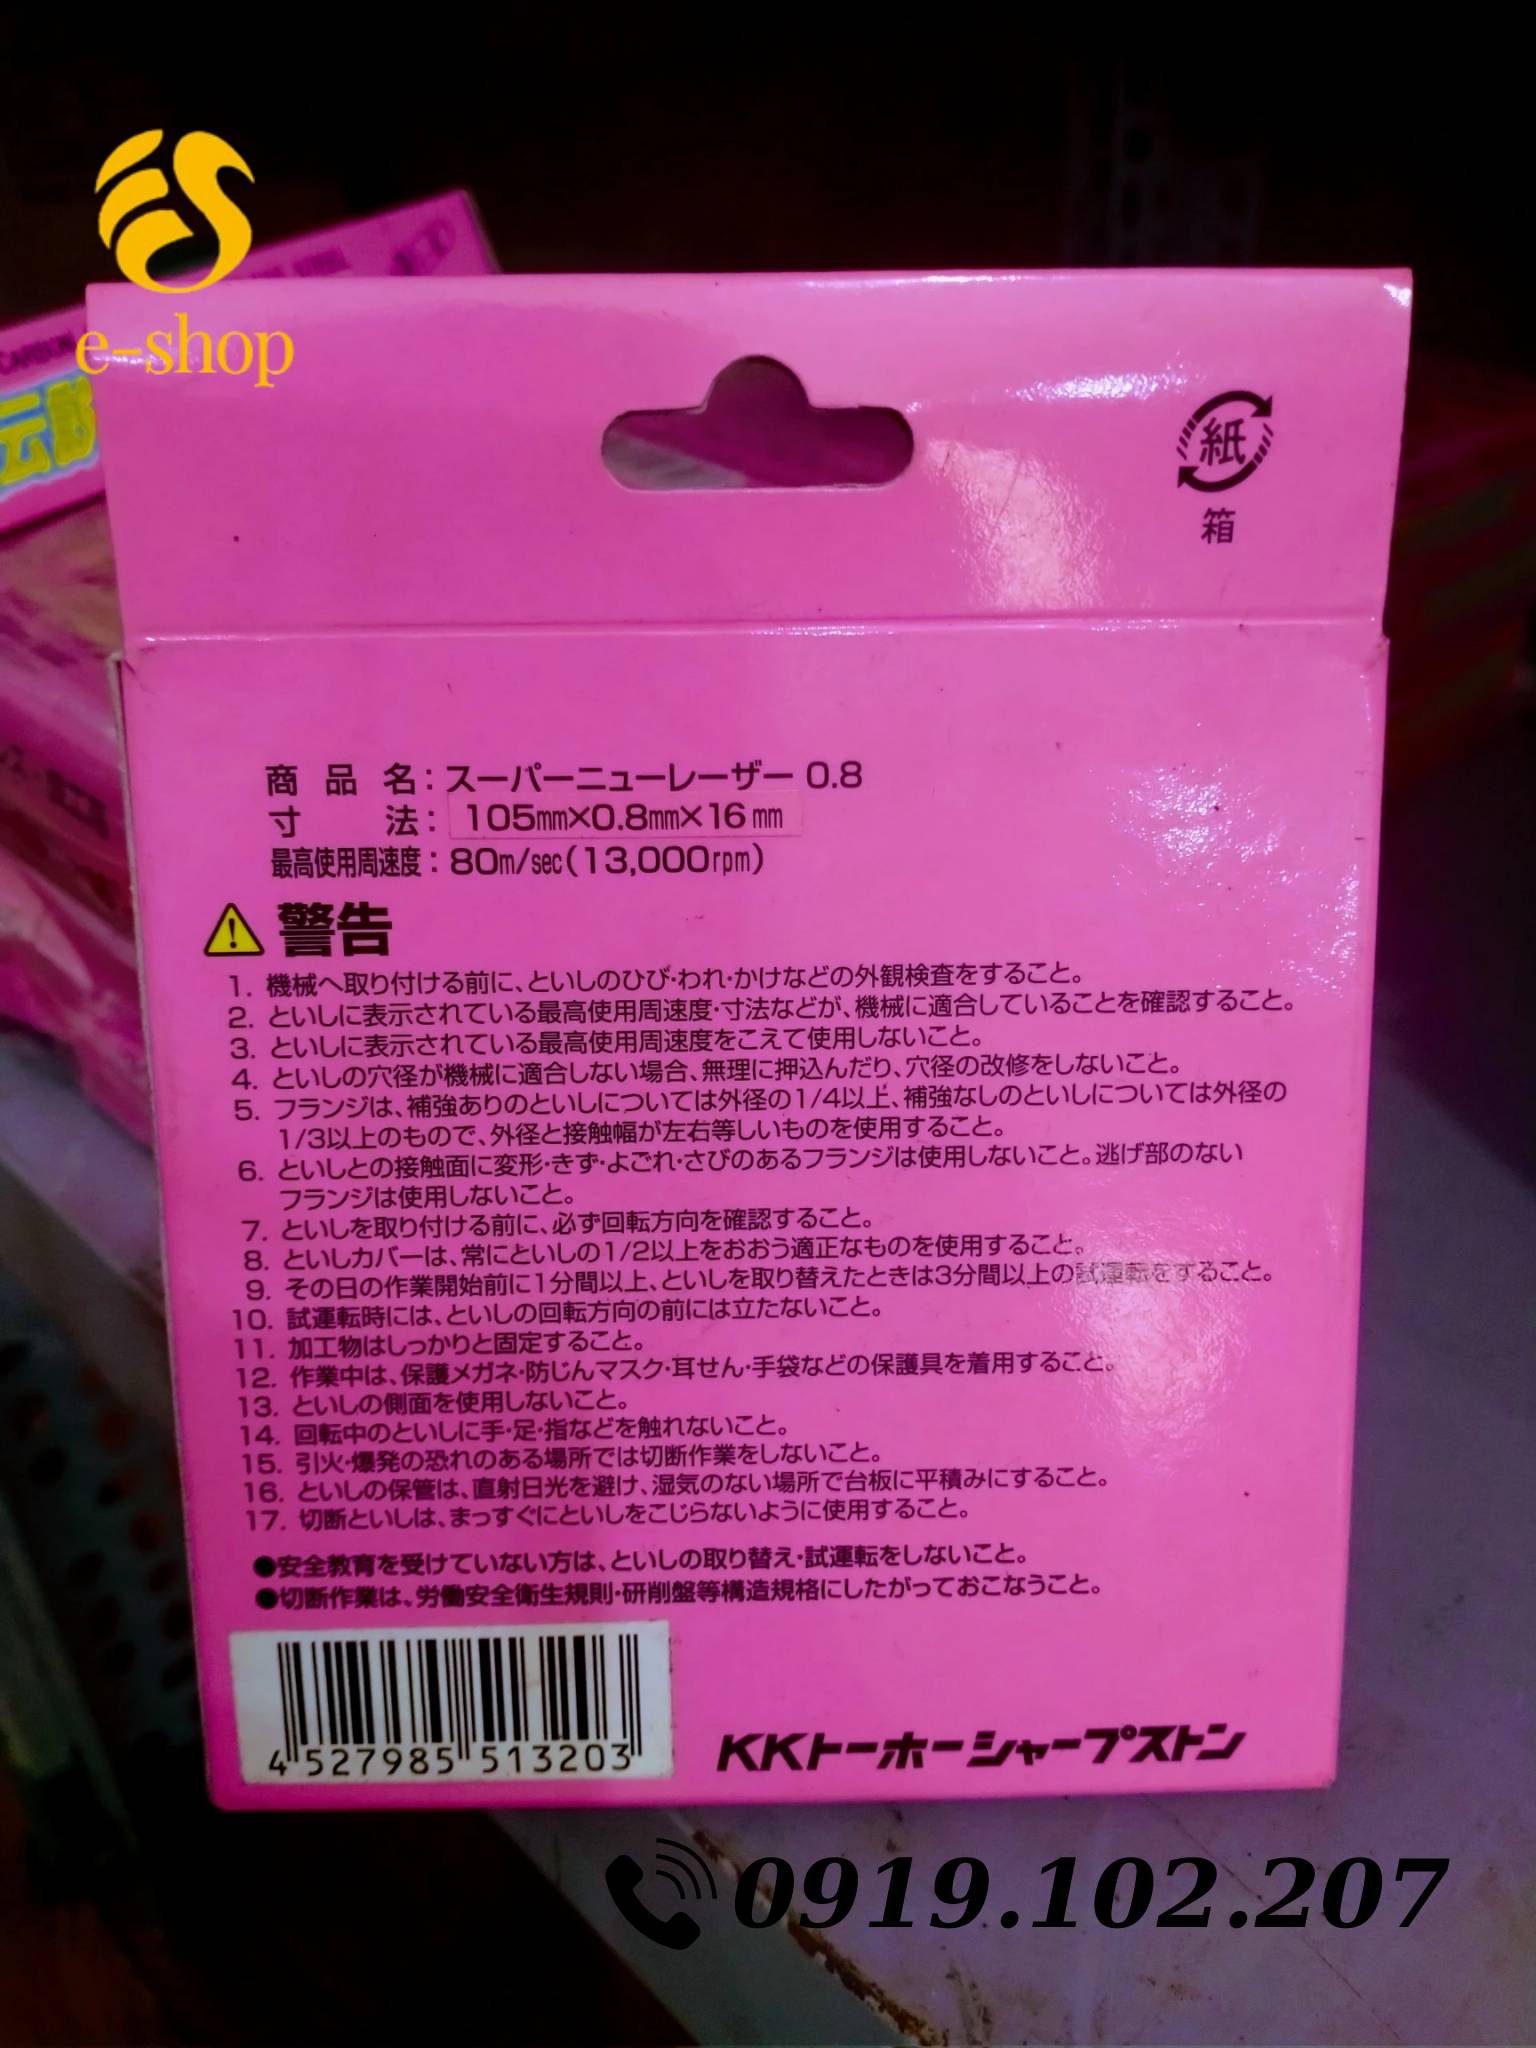 e-shop
CARBON
紙
箱
商品名：スーパーニューレーザー 0.8
寸法：105mm×0.8mm×16mm
最高使用周速度：80m/sec(13,000rpm)
警告
1. 機械へ取り付ける前に、といしのひび・われ・かけなどの外観検査をすること。
2. といしに表示されている最高使用周速度・寸法などが、機械に適合していることを確認すること。
3. といしに表示されている最高使用周速度をこえて使用しないこと。
4. といしの穴径が機械に適合しない場合、無理に押込んだり、穴径の改修をしないこと。
5. フランジは、補強ありのといしについては外径の1/4以上、補強なしのといしについては外径の
1/3以上のもので、外径と接触幅が左右等しいものを使用すること。
6. といしとの接触面に変形・きず・よごれ・さびのあるフランジは使用しないこと。逃げ部のない
フランジは使用しないこと。
7. といしを取り付ける前に、必ず回転方向を確認すること。
8. といしカバーは、常にといしの1/2以上をおおう適正なものを使用すること。
9. その日の作業開始前に1分間以上、といしを取り替えたときは3分間以上の試運転をすること。
10. 試運転時には、といしの回転方向の前には立たないこと。
11. 加工物はしっかりと固定すること。
12. 作業中は、保護メガネ・防じんマスク・耳せん・手袋などの保護具を着用すること。
13. といしの側面を使用しないこと。
14. 回転中のといしに手・足・指などを触れないこと。
15. 引火・爆発の恐れのある場所では切断作業をしないこと。
16. といしの保管は、直射日光を避け、湿気のない場所で台板に平積みにすること。
17. 切断といしは、まっすぐにといしをこじらないように使用すること。
●安全教育を受けていない方は、といしの取り替え・試運転をしないこと。
●切断作業は、労働安全衛生規則・研削盤等構造規格にしたがっておこなうこと。
4 527985 513203
KKトーホーシャープストン
0919.102.207